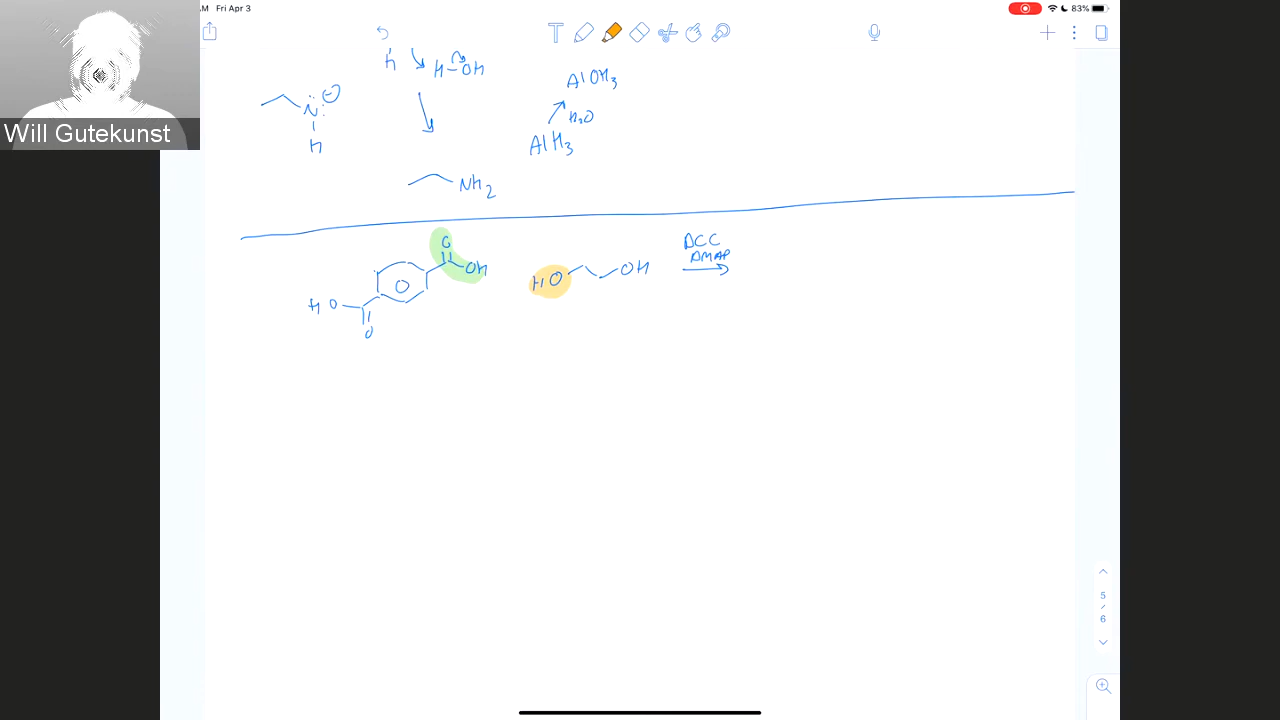 AM Fri Apr 3
83%
T
Will Gutekunst
H
H-OH
AlOH3
N
H
H2O
AlH3
NH2
O
OH
HO
O
HO
OH
DCC
DMAP
5
/
6